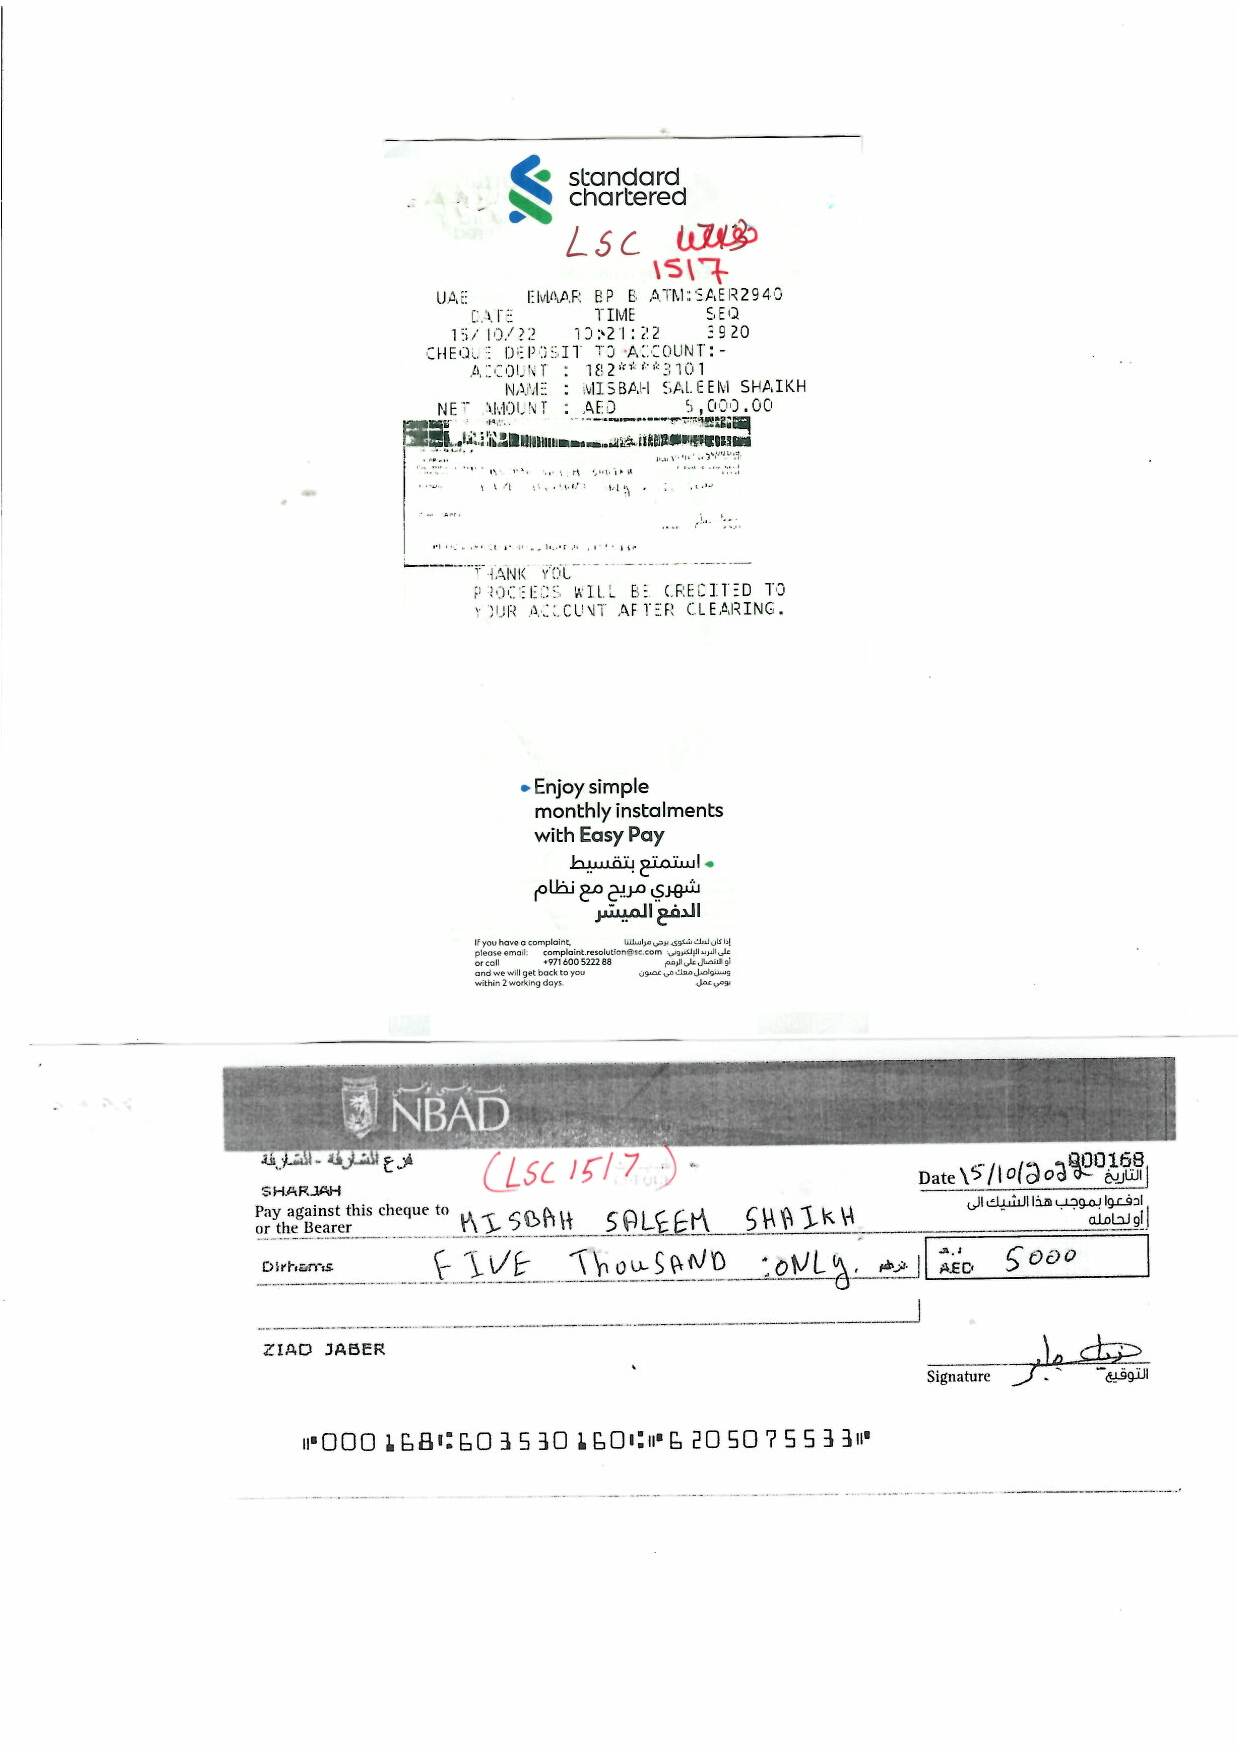 standard
chartered
LSC
1517
UAE EMAAR BP B ATM:SAER2940
DATE TIME SEQ
15/10/22 10:21:22 3920
CHEQUE DEPOSIT TO ACCOUNT:-
ACCOUNT : 182****3101
NAME : MISBAH SALEEM SHAIKH
NET AMOUNT : AED 5,000.00
THANK YOU
PROCEEDS WILL BE CREDITED TO
YOUR ACCOUNT AFTER CLEARING.
Enjoy simple
monthly instalments
with Easy Pay
استمتع بتقسيط
شهري مريح مع نظام
الدفع الميسّر
If you have a complaint, إذا كان لديك شكوى يرجى مراسلتنا
please email: complaint.resolution@sc.com على البريد الإلكتروني:
or call +971 600 5222 88 أو الاتصال على الرقم
and we will get back to you وسنتواصل معك في غضون
within 2 working days. يومي عمل.
NBAD
فرع الشارقة - الشارقة
(LSC 1517)
000168
SHARJAH
Date 15/10/2022 التاريخ
Pay against this cheque to MISBAH SALEEM SHAIKH ادفعوا بموجب هذا الشيك الى
or the Bearer أو لحامله
Dirhams FIVE ThouSAND :ONLy. درهم
د.إ.
AED 5000
ZIAD JABER
Signature التوقيع
⑈000168⑆603530160⑆⑈6205075533⑈